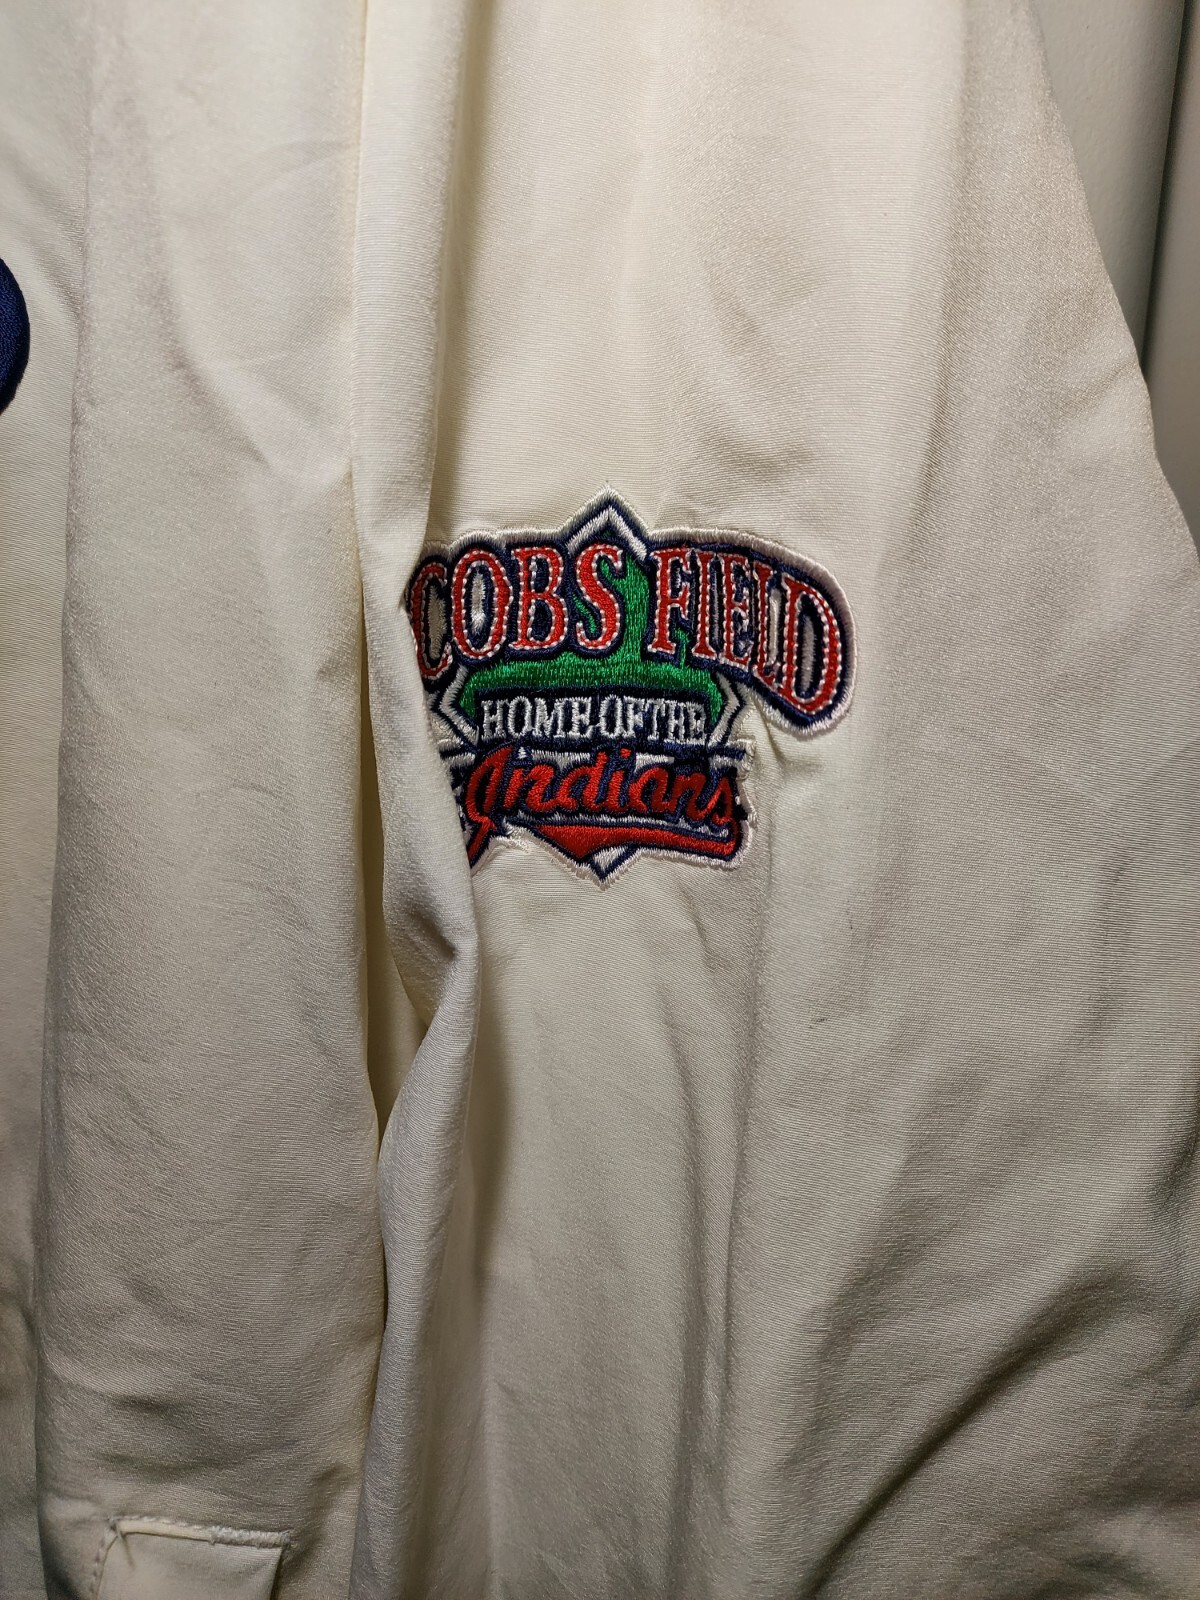 COBS FIELD
HOME OF THE
Indians